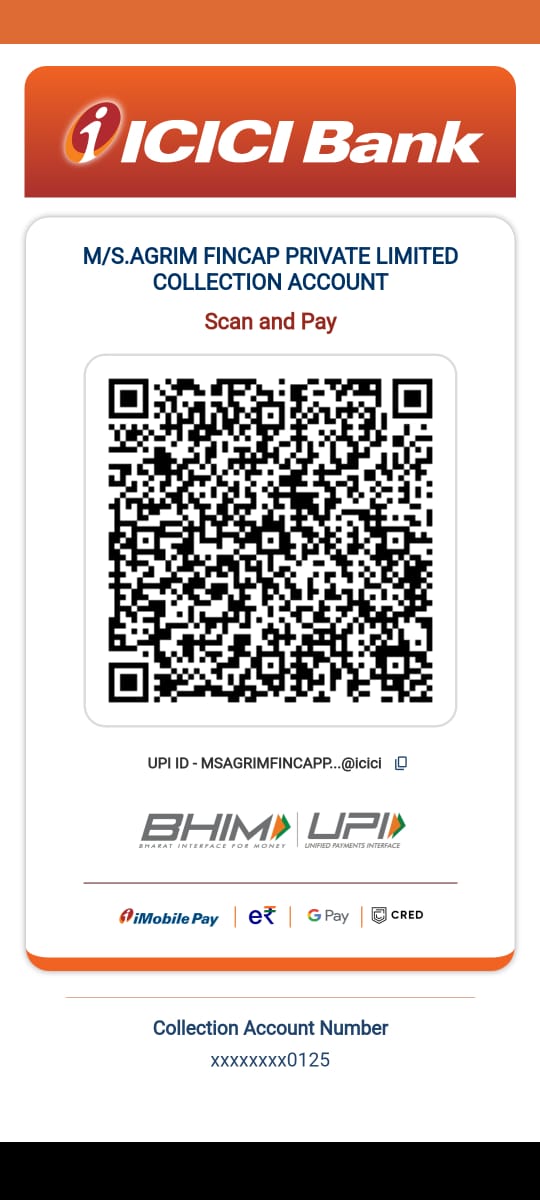 ICICI Bank
M/S.AGRIM FINCAP PRIVATE LIMITED
COLLECTION ACCOUNT
Scan and Pay
UPI ID - MSAGRIMFINCAPP...@icici
BHIM UPI
BHARAT INTERFACE FOR MONEY UNIFIED PAYMENTS INTERFACE
iMobile Pay e₹ G Pay CRED
Collection Account Number
xxxxxxxx0125